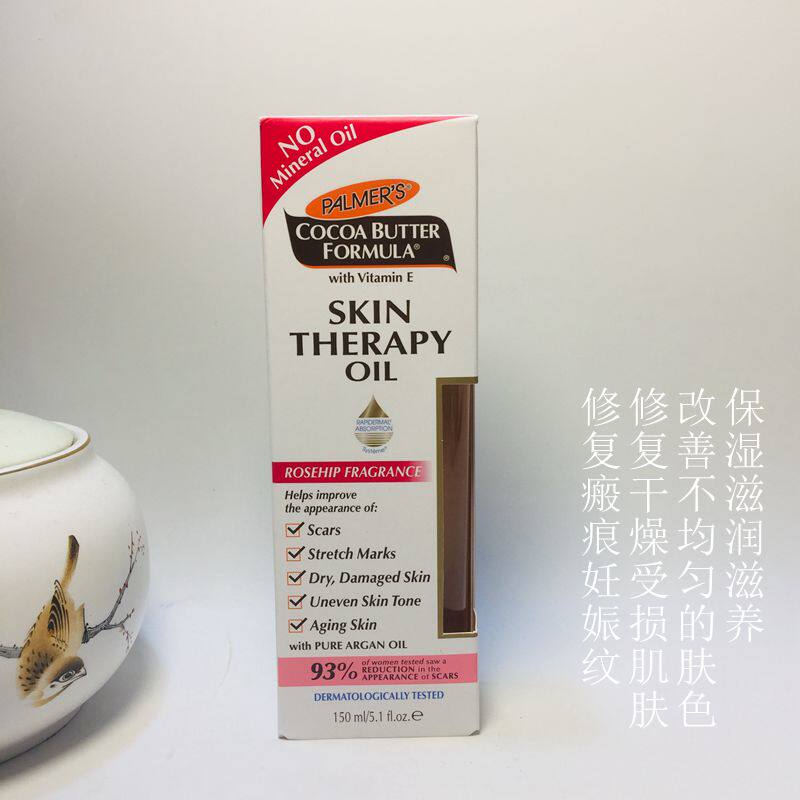 NO
Mineral Oil
PALMER'S®
COCOA BUTTER
FORMULA®
®
with Vitamin E
SKIN
THERAPY
OIL
RAPIDERMAL®
ABSORPTION
Système®
ROSEHIP FRAGRANCE
Helps improve
the appearance of:
Scars
Stretch Marks
Dry, Damaged Skin
Uneven Skin Tone
Aging Skin
with PURE ARGAN OIL
93% of women tested saw a
REDUCTION in the
APPEARANCE of SCARS
DERMATOLOGICALLY TESTED
150 ml/5.1 fl.oz.℮
保湿滋润滋养
改善不均匀的肤色
修复干燥受损肌肤
修复瘢痕妊娠纹